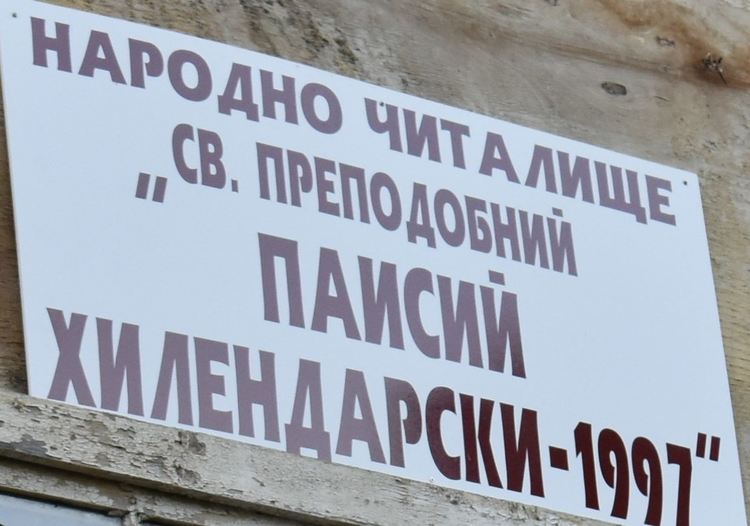 НАРОДНО ЧИТАЛИЩЕ
"СВ. ПРЕПОДОБНИЙ
ПАИСИЙ
ХИЛЕНДАРСКИ-1997"